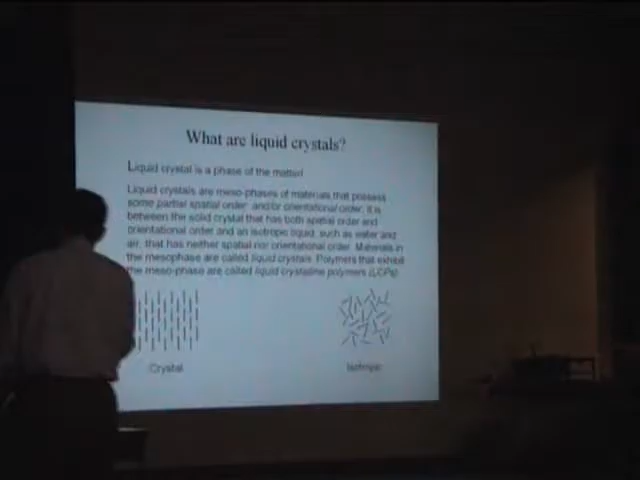 What are liquid crystals?
Liquid crystal is a phase of the matter!
Liquid crystals are meso-phases of materials that possess
some partial spatial order and/or orientational order. It is
between the solid crystal that has both spatial order and
orientational order and an isotropic liquid, such as water and
air, that has neither spatial nor orientational order. Materials in
the mesophase are called liquid crystals. Polymers that exhibit
the meso-phase are called liquid crystalline polymers (LCPs).
Crystal
Isotropic